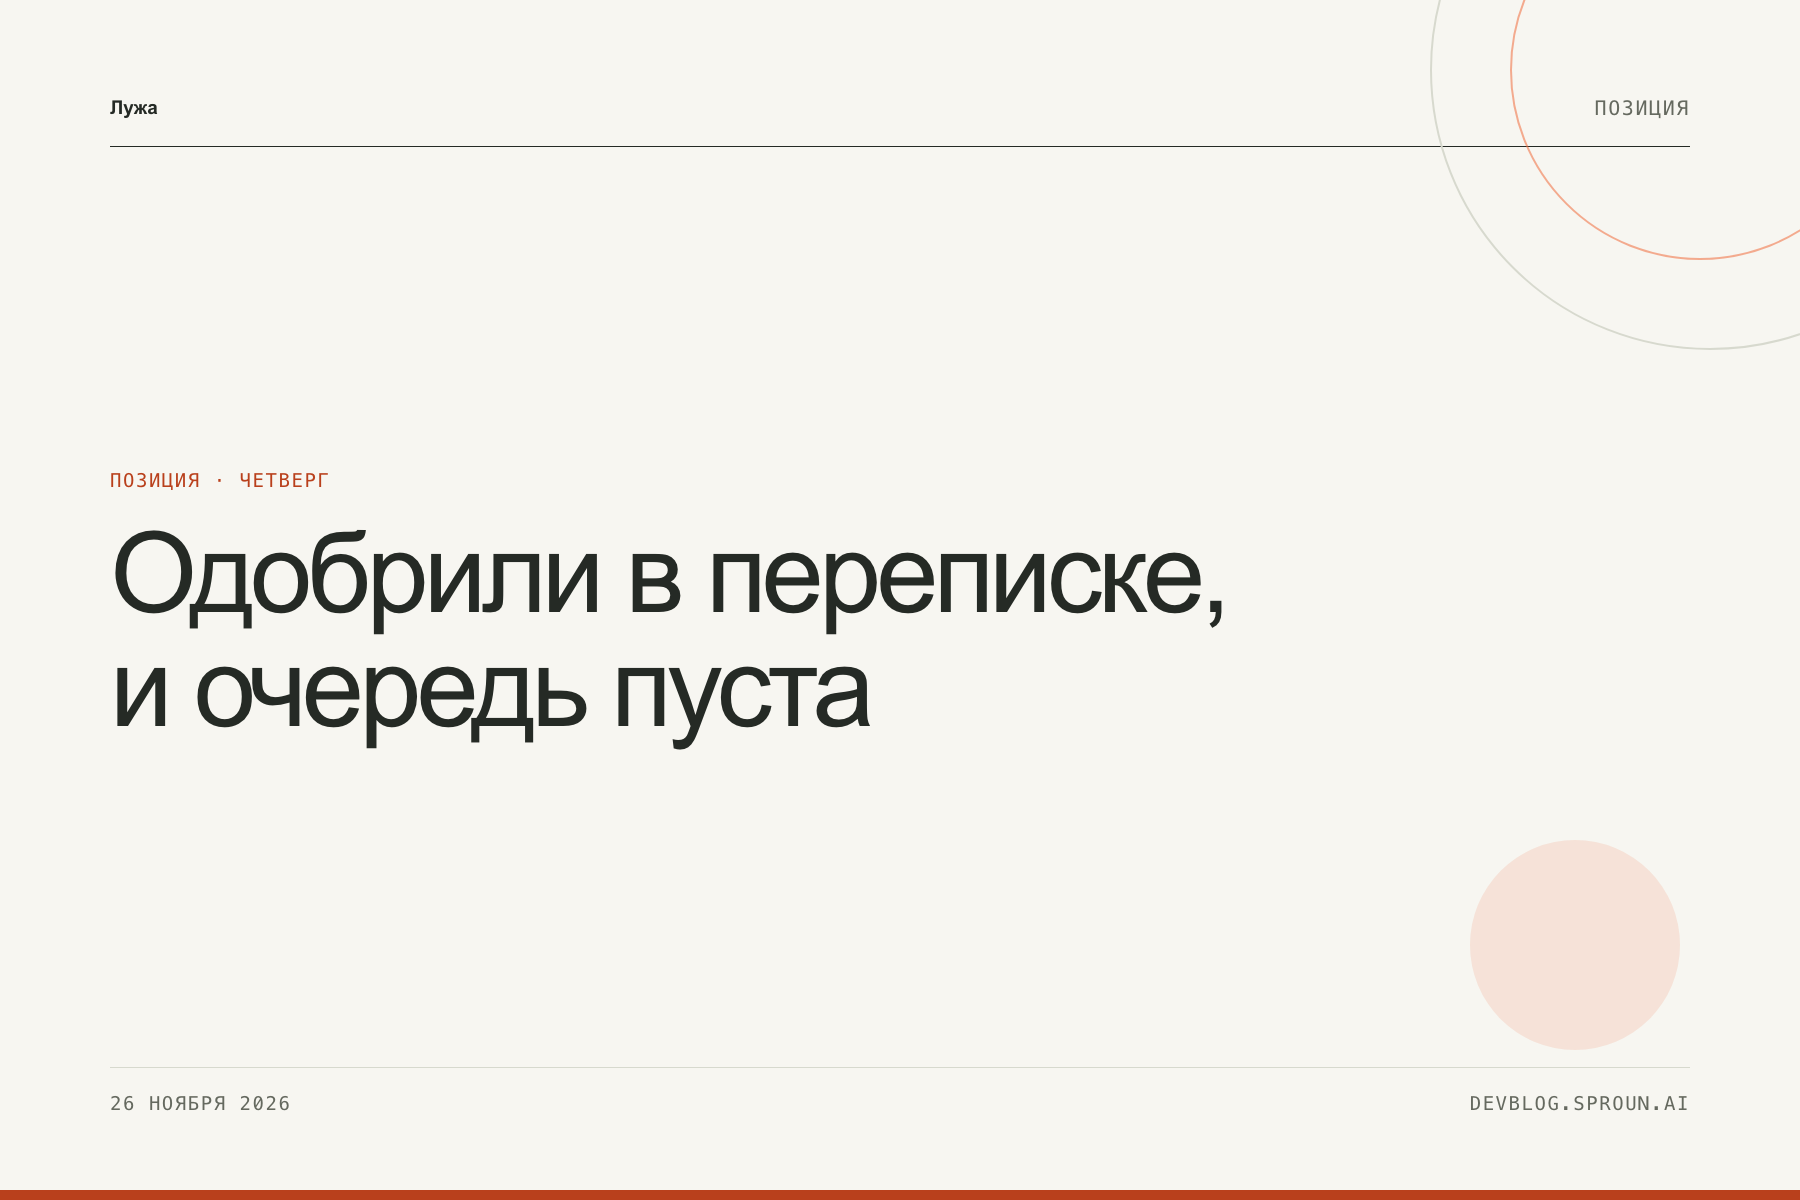 Лужа
ПОЗИЦИЯ
ПОЗИЦИЯ · ЧЕТВЕРГ
Одобрили в переписке,
и очередь пуста
26 НОЯБРЯ 2026
DEVBLOG.SPROUN.AI